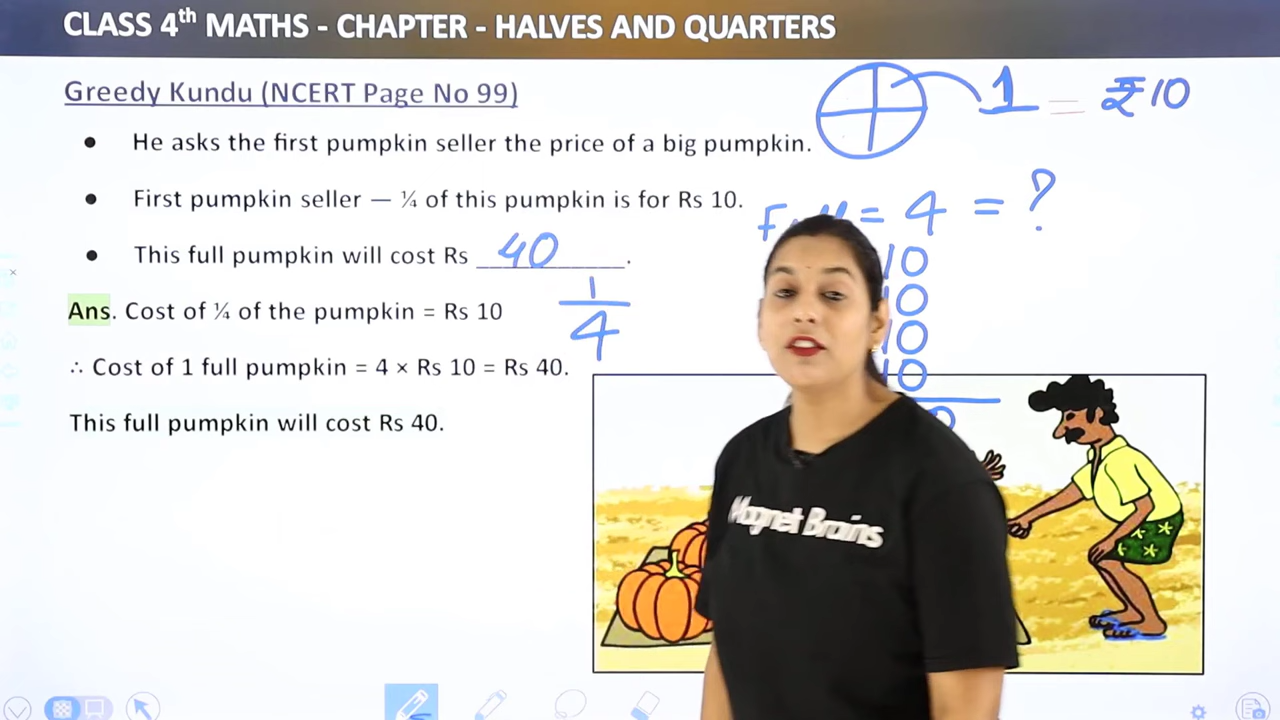 CLASS 4th MATHS - CHAPTER - HALVES AND QUARTERS
Greedy Kundu (NCERT Page No 99)
1 = ₹10
• He asks the first pumpkin seller the price of a big pumpkin.
• First pumpkin seller — ¼ of this pumpkin is for Rs 10.
= 4 = ?
• This full pumpkin will cost Rs 40.
10
10
10
10
Ans. Cost of ¼ of the pumpkin = Rs 10
1/4
∴ Cost of 1 full pumpkin = 4 × Rs 10 = Rs 40.
This full pumpkin will cost Rs 40.
Magnet Brains